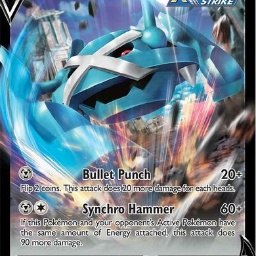 STRIKE
Bullet Punch 20+
Flip 2 coins. This attack does 20 more damage for each heads.
Synchro Hammer 60+
If this Pokémon and your opponent's Active Pokémon have
the same amount of Energy attached, this attack does
90 more damage.